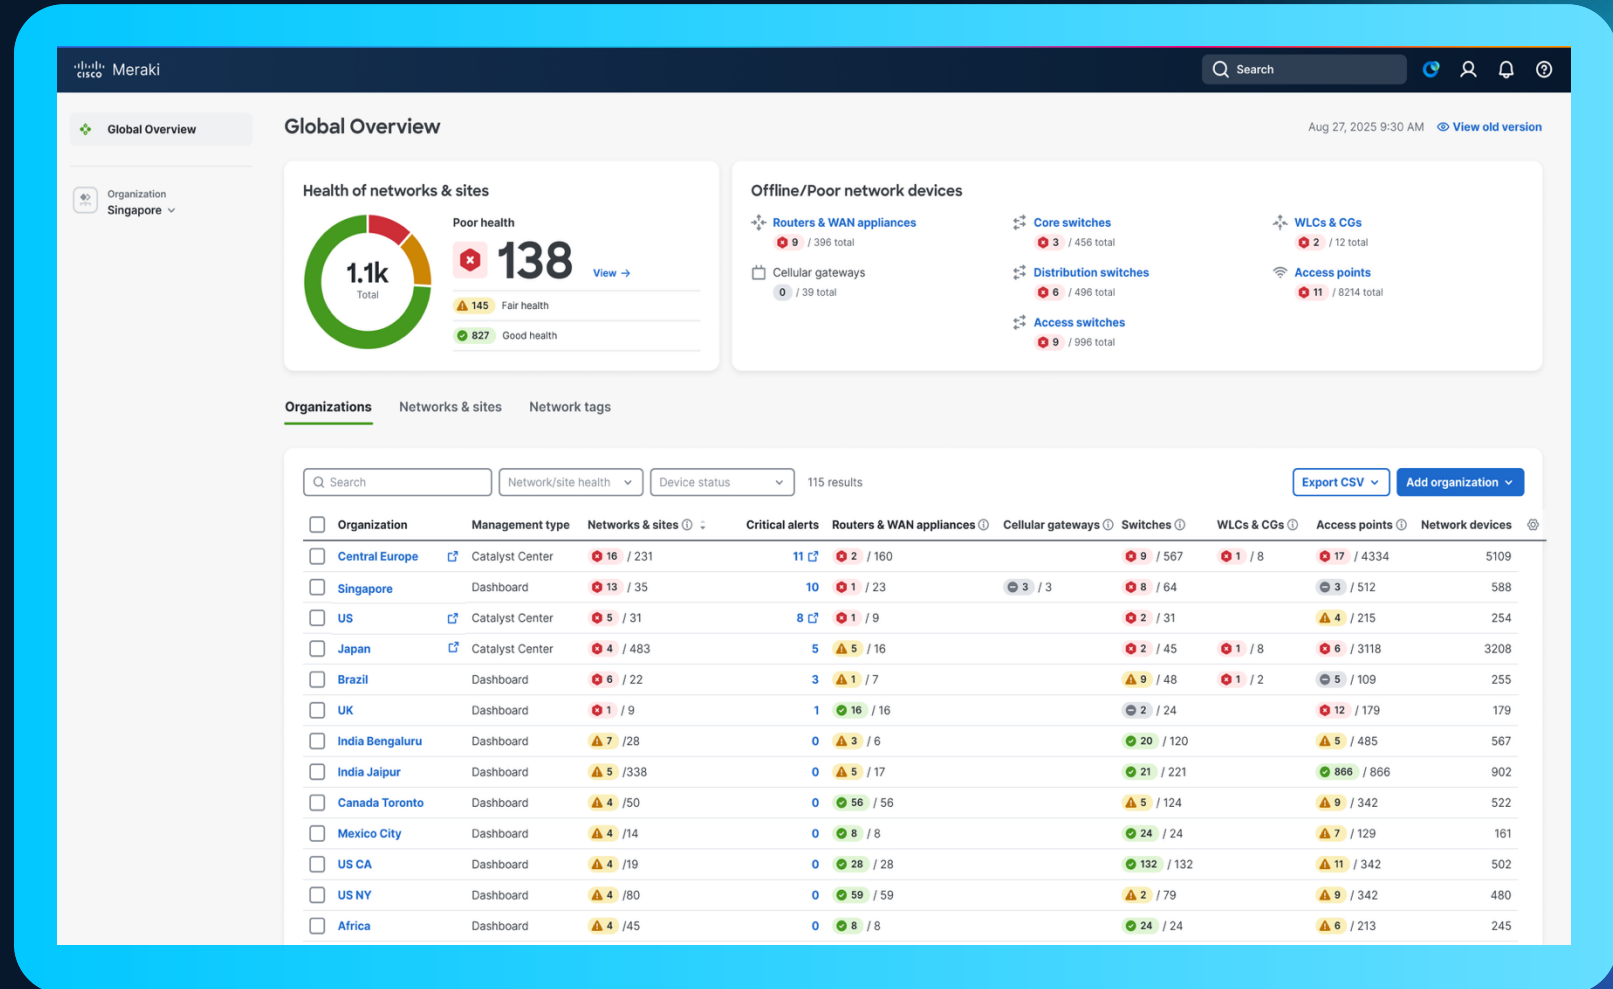 CISCO Meraki
Search
Global Overview
Organization
Singapore
Global Overview
Aug 27, 2025 9:30 AM View old version
Health of networks & sites
1.1k
Total
Poor health
138
View →
145 Fair health
827 Good health
Offline/Poor network devices
Routers & WAN appliances
9 / 396 total
Cellular gateways
0 / 39 total
Core switches
3 / 456 total
Distribution switches
6 / 496 total
Access switches
9 / 996 total
WLCs & CGs
2 / 12 total
Access points
11 / 8214 total
Organizations Networks & sites Network tags
Search Network/site health Device status 115 results Export CSV Add organization
Organization Management type Networks & sites Critical alerts Routers & WAN appliances Cellular gateways Switches WLCs & CGs Access points Network devices
Central Europe Catalyst Center 16 / 231 11 2 / 160 9 / 567 1 / 8 17 / 4334 5109
Singapore Dashboard 13 / 35 10 1 / 23 3 / 3 8 / 64 3 / 512 588
US Catalyst Center 5 / 31 8 1 / 9 2 / 31 4 / 215 254
Japan Catalyst Center 4 / 483 5 5 / 16 2 / 45 1 / 8 6 / 3118 3208
Brazil Dashboard 6 / 22 3 1 / 7 9 / 48 1 / 2 5 / 109 255
UK Dashboard 1 / 9 1 16 / 16 2 / 24 12 / 179 179
India Bengaluru Dashboard 7 /28 0 3 / 6 20 / 120 5 / 485 567
India Jaipur Dashboard 5 /338 0 5 / 17 21 / 221 866 / 866 902
Canada Toronto Dashboard 4 /50 0 56 / 56 5 / 124 9 / 342 522
Mexico City Dashboard 4 /14 0 8 / 8 24 / 24 7 / 129 161
US CA Dashboard 4 /19 0 28 / 28 132 / 132 11 / 342 502
US NY Dashboard 4 /80 0 59 / 59 2 / 79 9 / 342 480
Africa Dashboard 4 /45 0 8 / 8 24 / 24 6 / 213 245